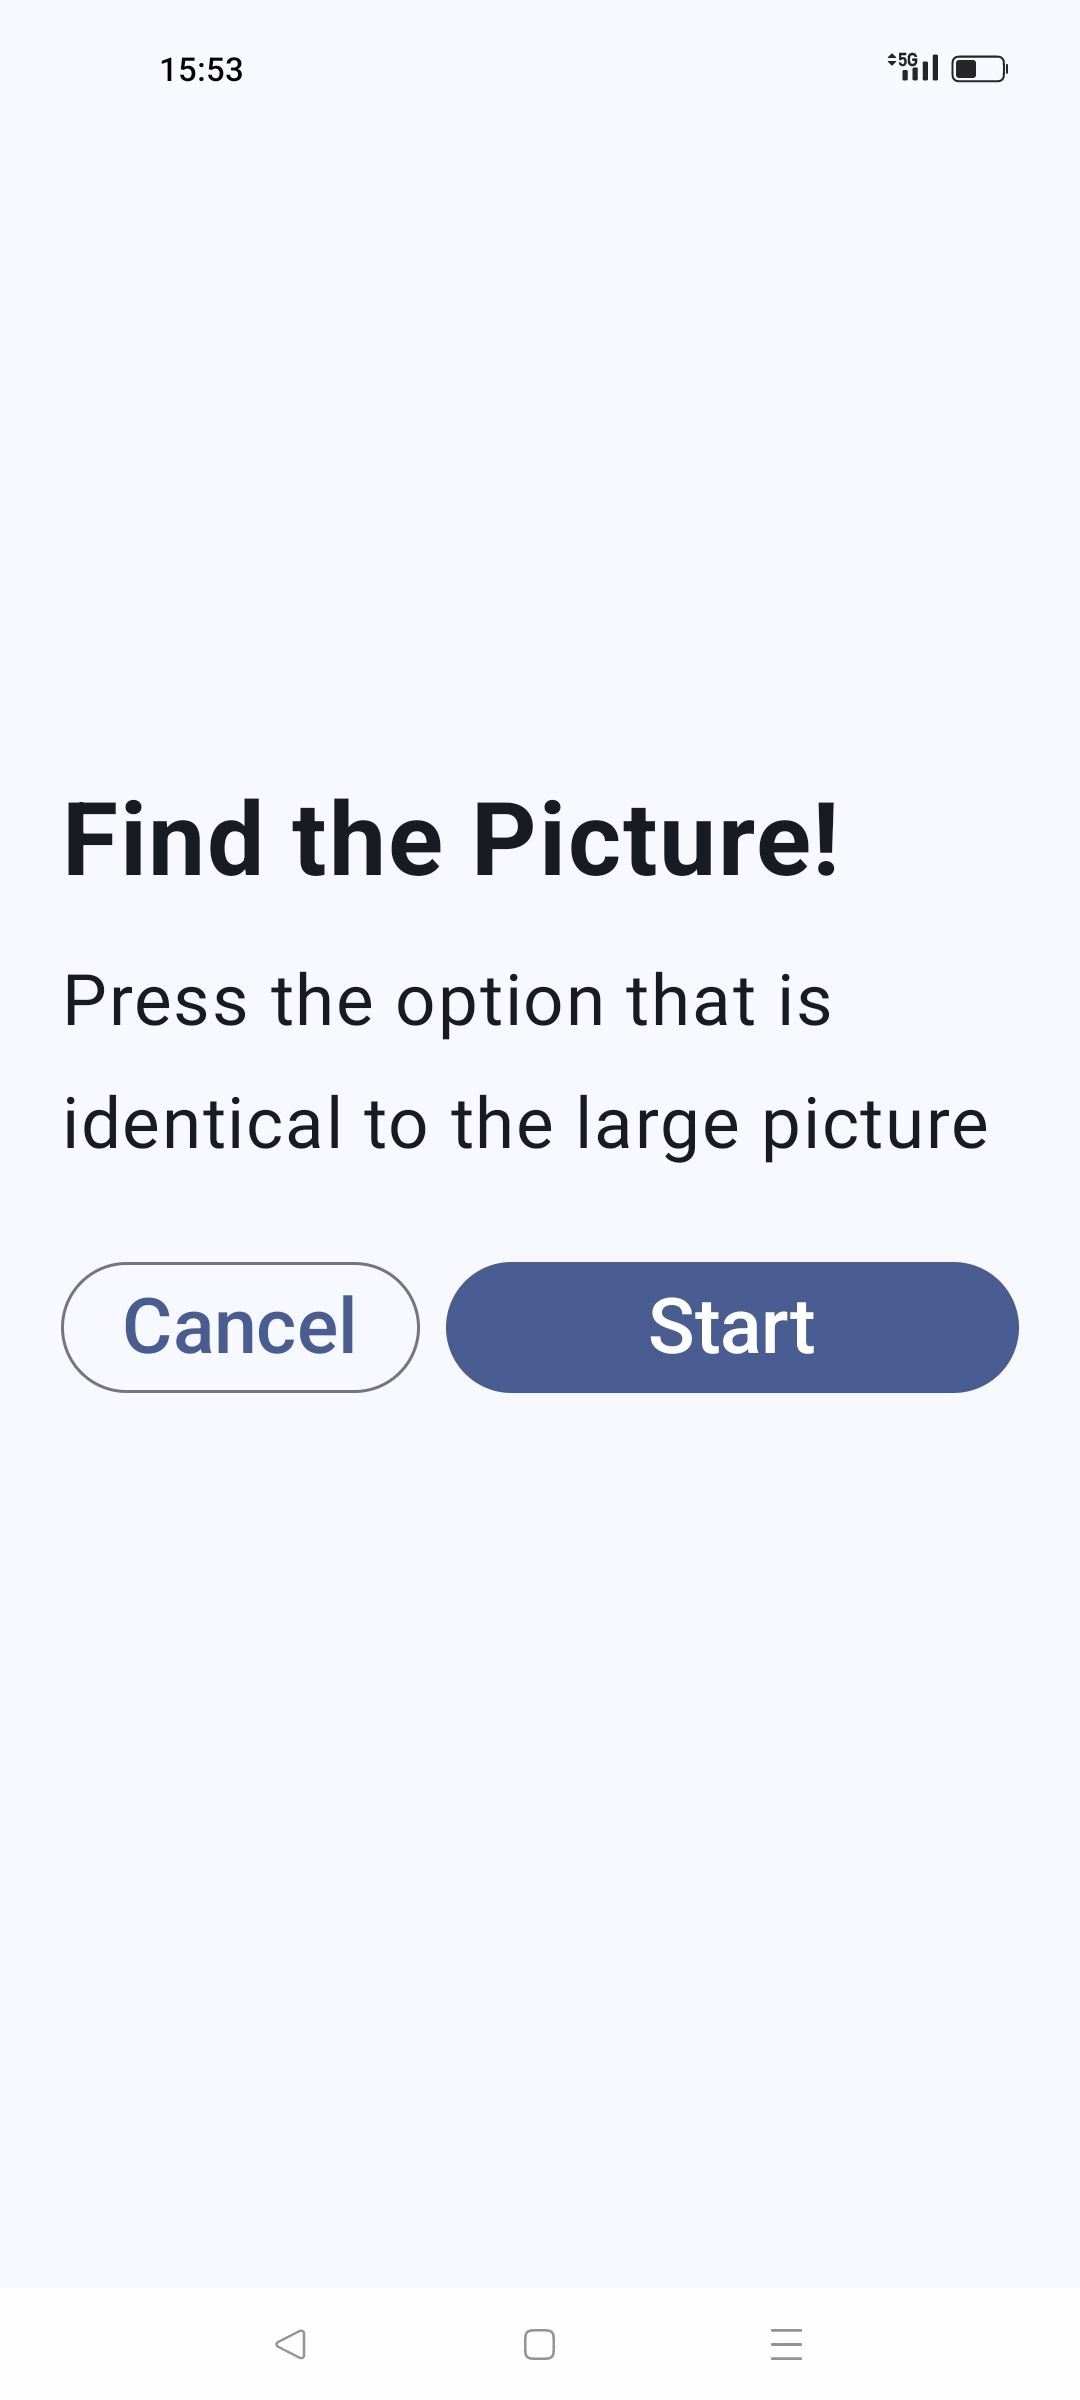 15:53
5G
Find the Picture!
Press the option that is
identical to the large picture
Cancel
Start